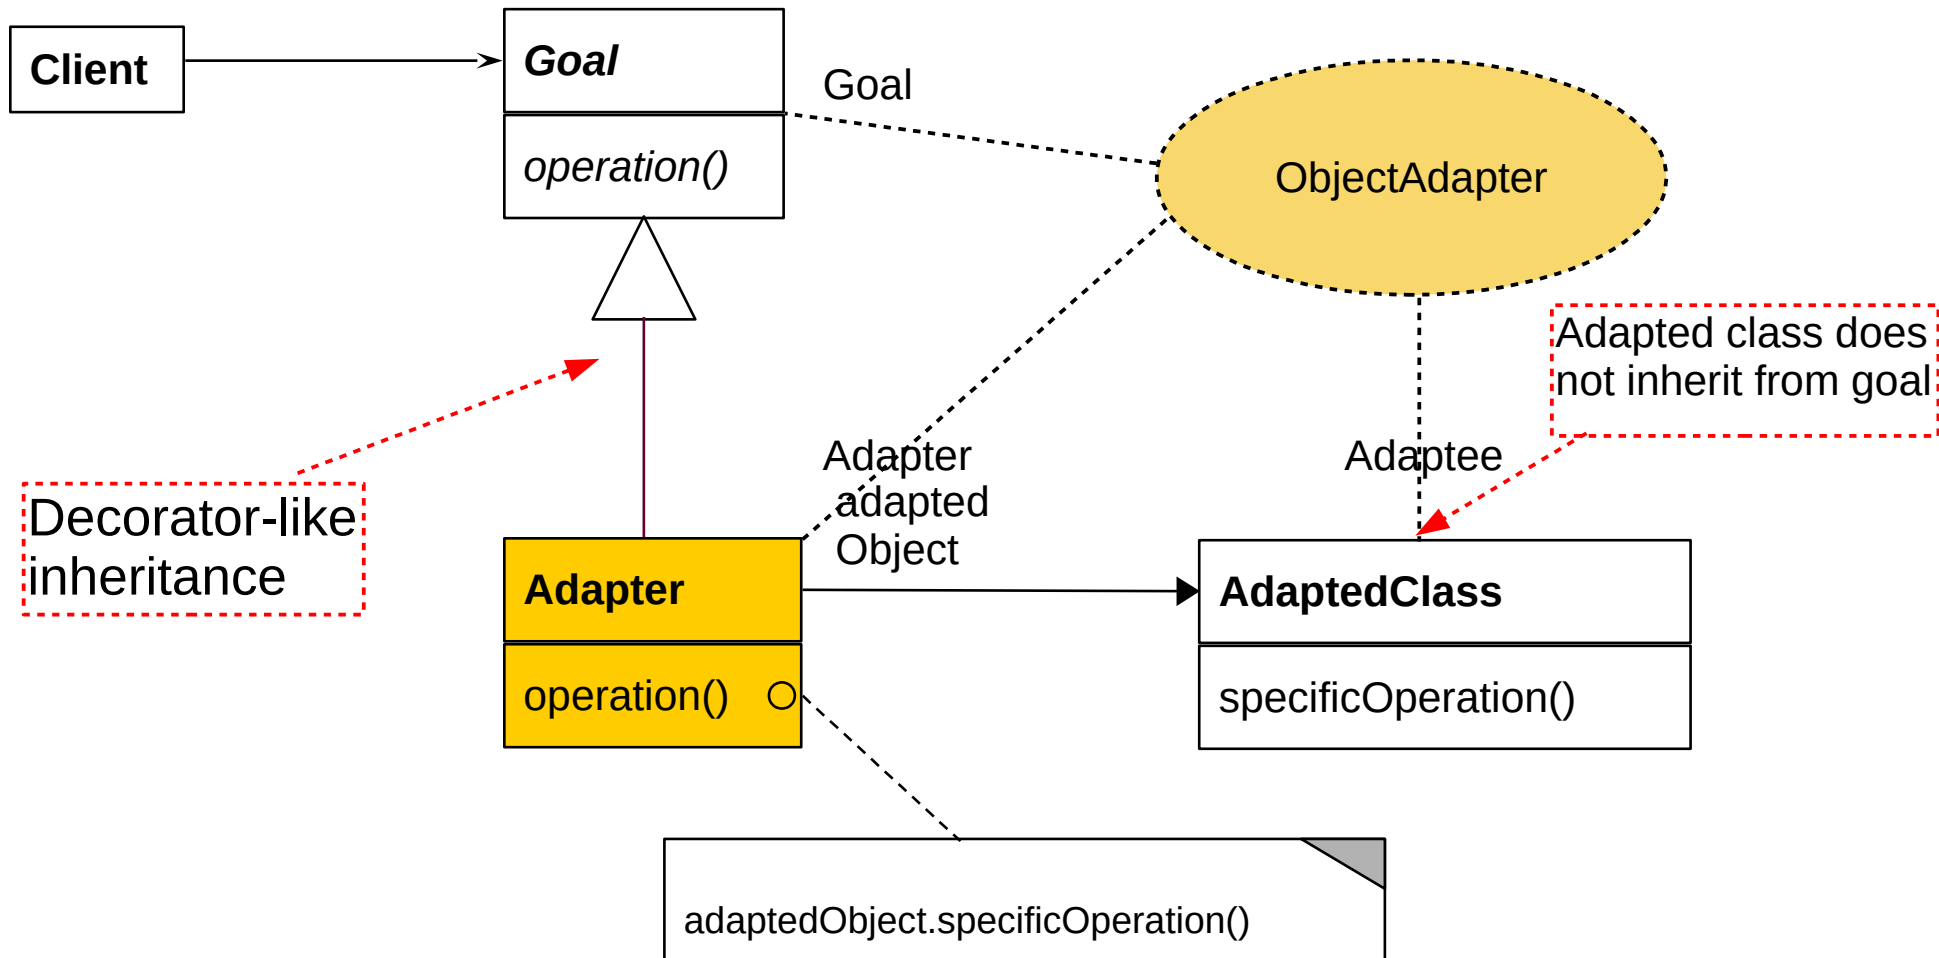 Client
Goal
operation()
Goal
ObjectAdapter
Adapted class does
not inherit from goal
Decorator-like
inheritance
Adapter
adapted
Object
Adaptee
Adapter
operation()
AdaptedClass
specificOperation()
adaptedObject.specificOperation()